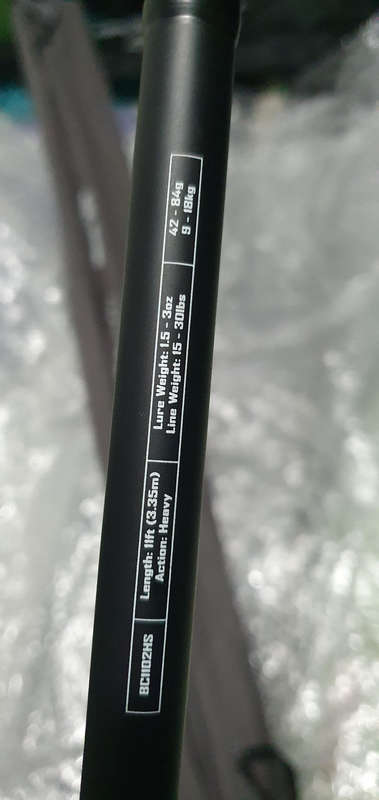 BC1102HS
Length: 11ft (3.35m)
Action: Heavy
Lure Weight: 1.5 - 3oz
Line Weight: 15 - 30lbs
42 - 84g
9 - 18kg